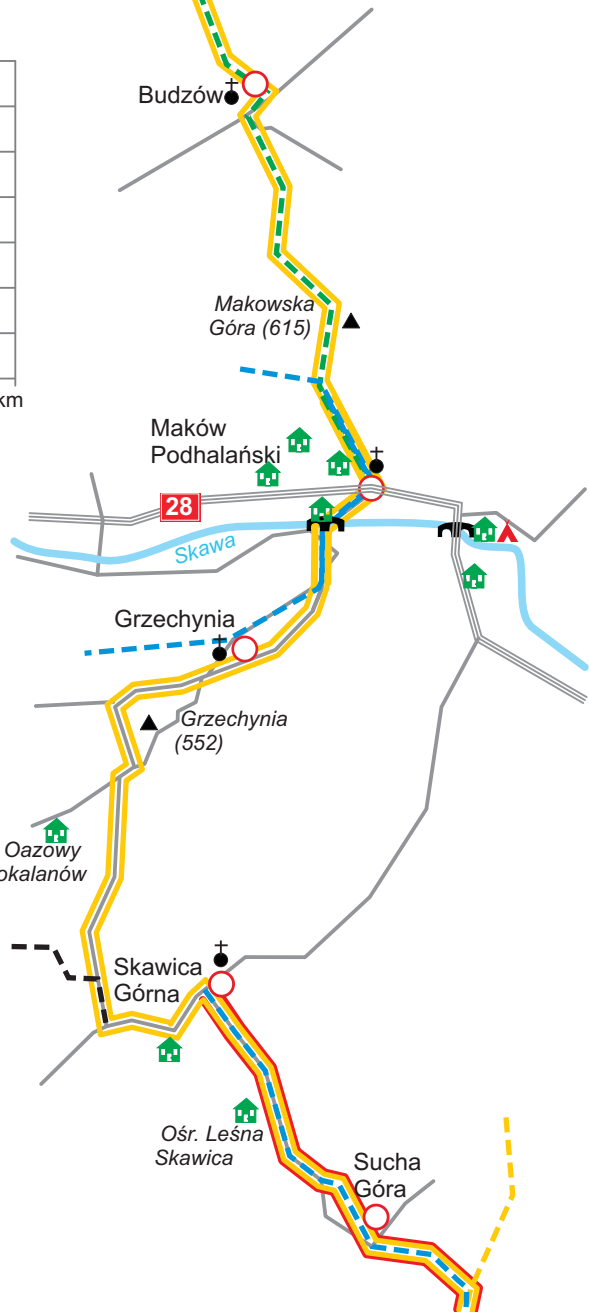 Budzów
Makowska
Góra (615)
km
Maków
Podhalański
28
Skawa
Grzechynia
Grzechynia
(552)
Oazowy
okalanów
Skawica
Górna
Ośr. Leśna
Skawica
Sucha
Góra